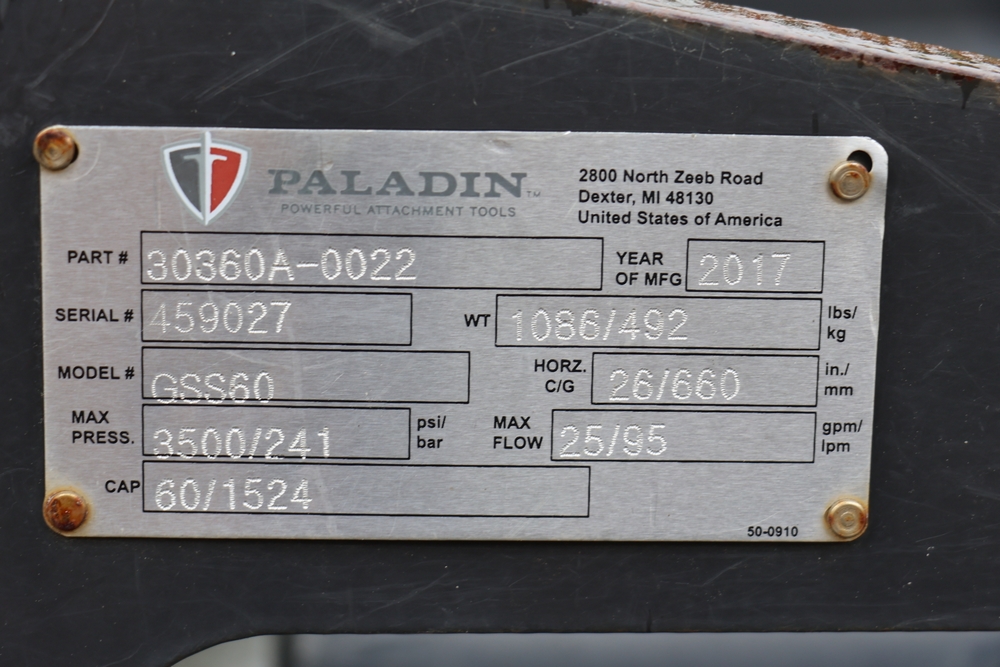 PALADIN™
POWERFUL ATTACHMENT TOOLS
2800 North Zeeb Road
Dexter, MI 48130
United States of America
PART # 30360A-0022
YEAR OF MFG 2017
SERIAL # 459027
WT 1086/492 lbs/ kg
MODEL # GSS60
HORZ. C/G 26/660 in./ mm
MAX PRESS. 3500/241 psi/ bar
MAX FLOW 25/95 gpm/ lpm
CAP 60/1524
50-0910